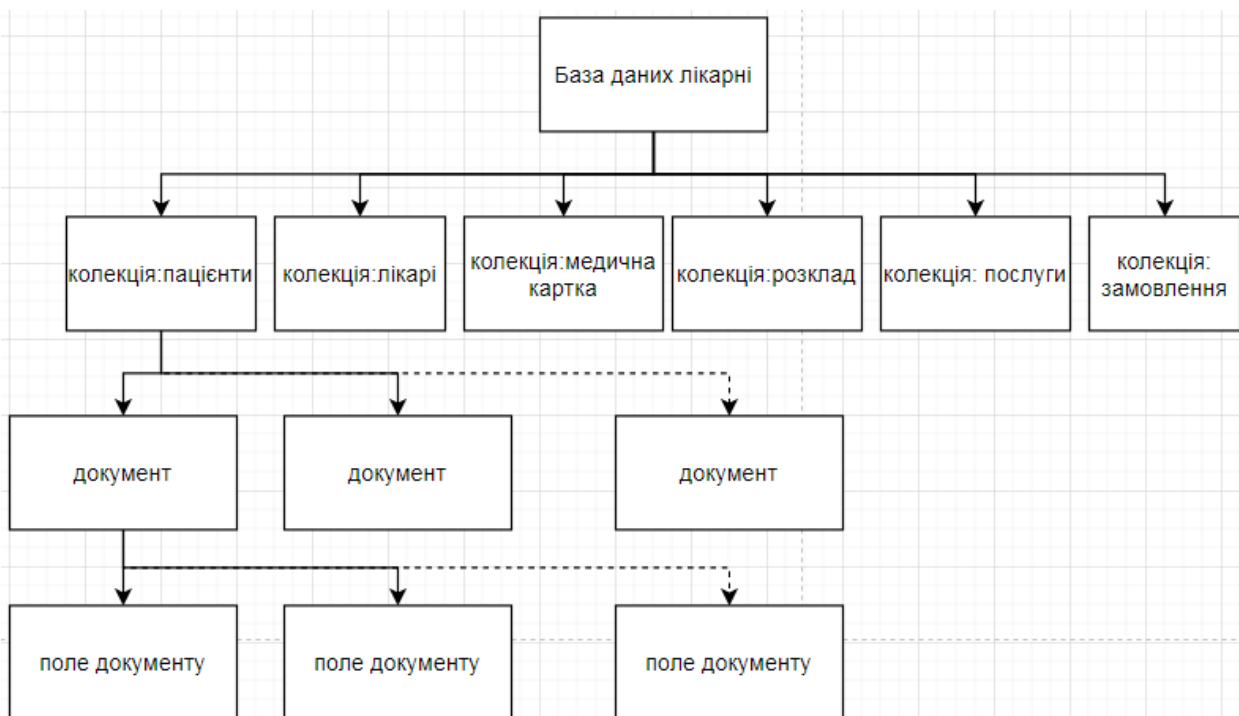 База даних лікарні
колекція:пацієнти
колекція:лікарі
колекція:медична
картка
колекція:розклад
колекція: послуги
колекція:
замовлення
документ
документ
документ
поле документу
поле документу
поле документу